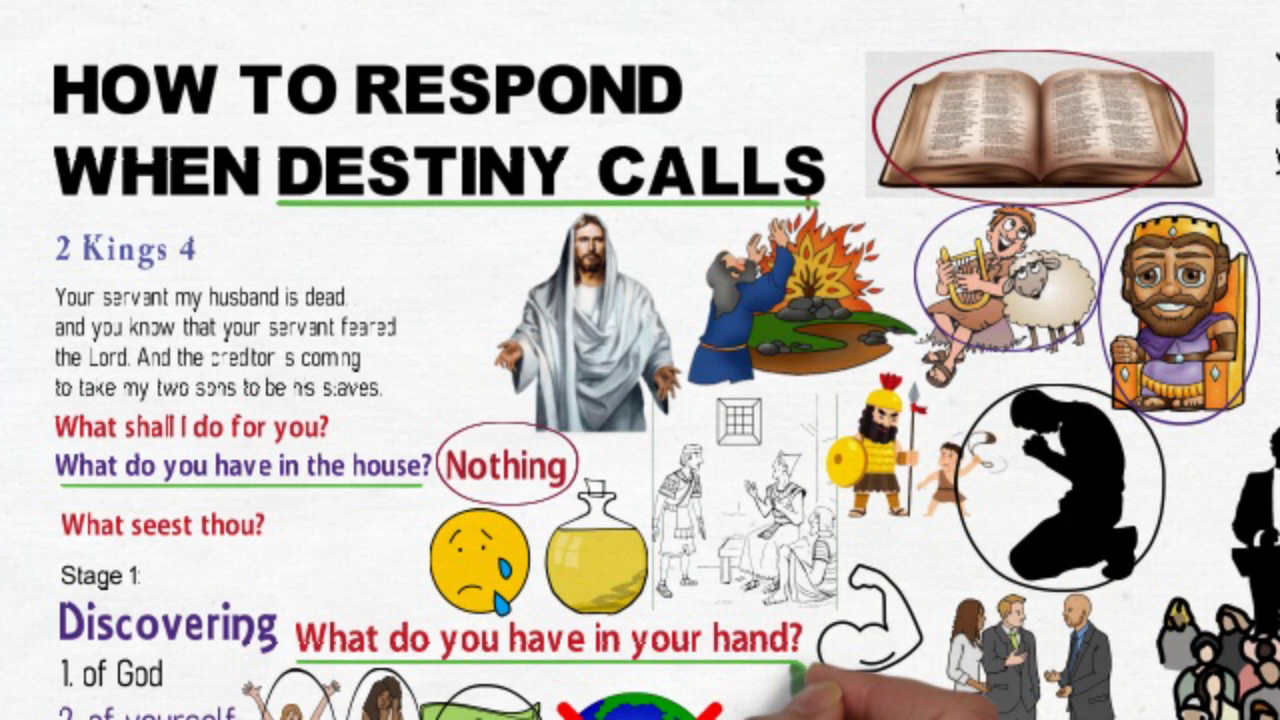 HOW TO RESPOND
WHEN DESTINY CALLS
2 Kings 4
Your servant my husband is dead.
and you know that your servant feared
the Lord. And the creditor is coming
to take my two sons to be his slaves.
What shall I do for you?
What do you have in the house? Nothing
What seest thou?
Stage 1:
Discovering
1. of God
What do you have in your hand?
2. of yourself